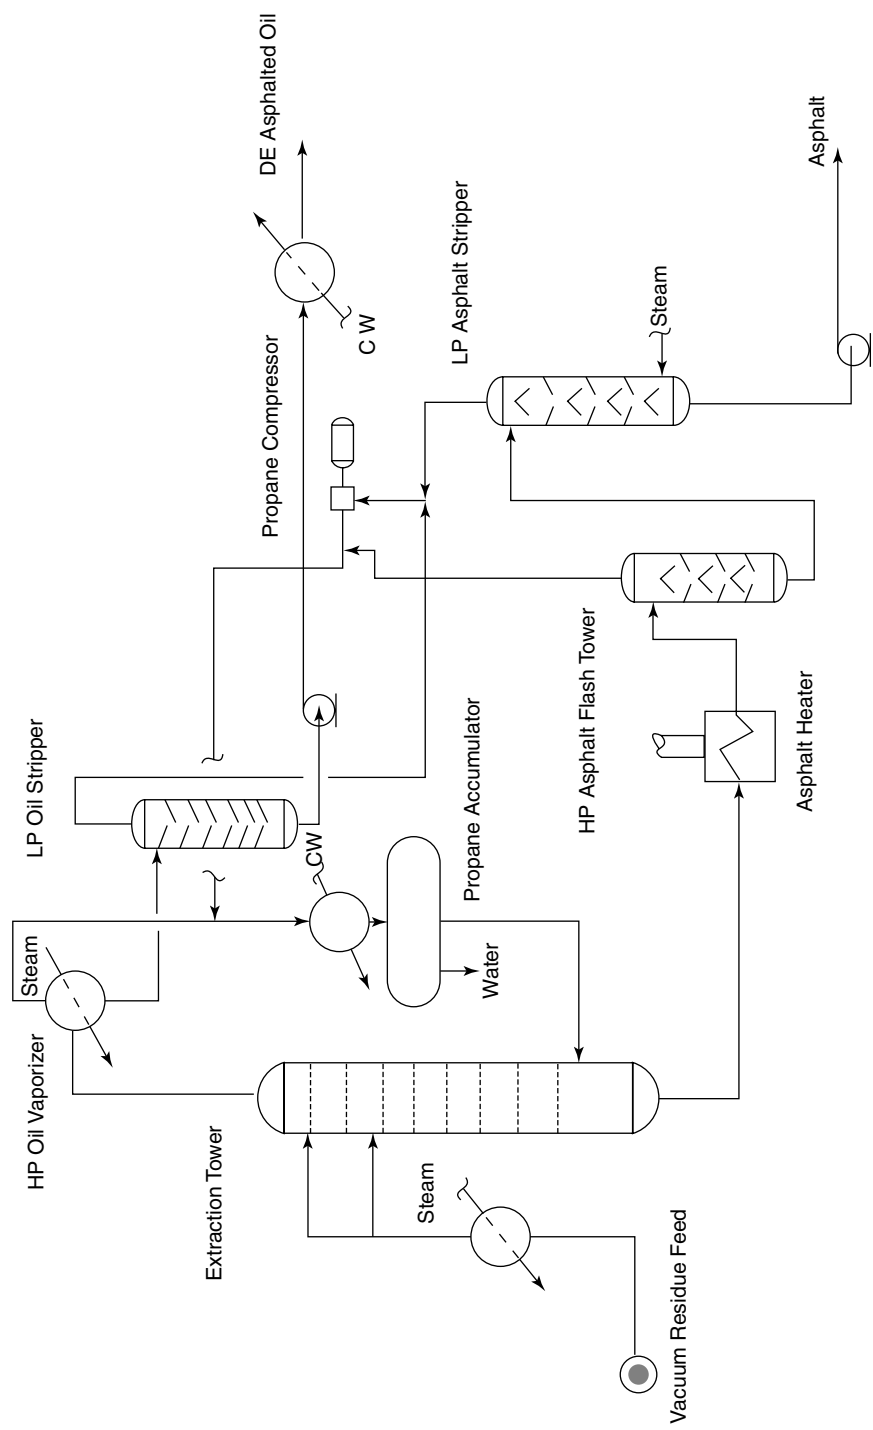 HP Oil Vaporizer
Steam
LP Oil Stripper
DE Asphalted Oil
Extraction Tower
CW
Propane Compressor
C W
Steam
Water
Propane Accumulator
LP Asphalt Stripper
Vacuum Residue Feed
HP Asphalt Flash Tower
Steam
Asphalt Heater
Asphalt